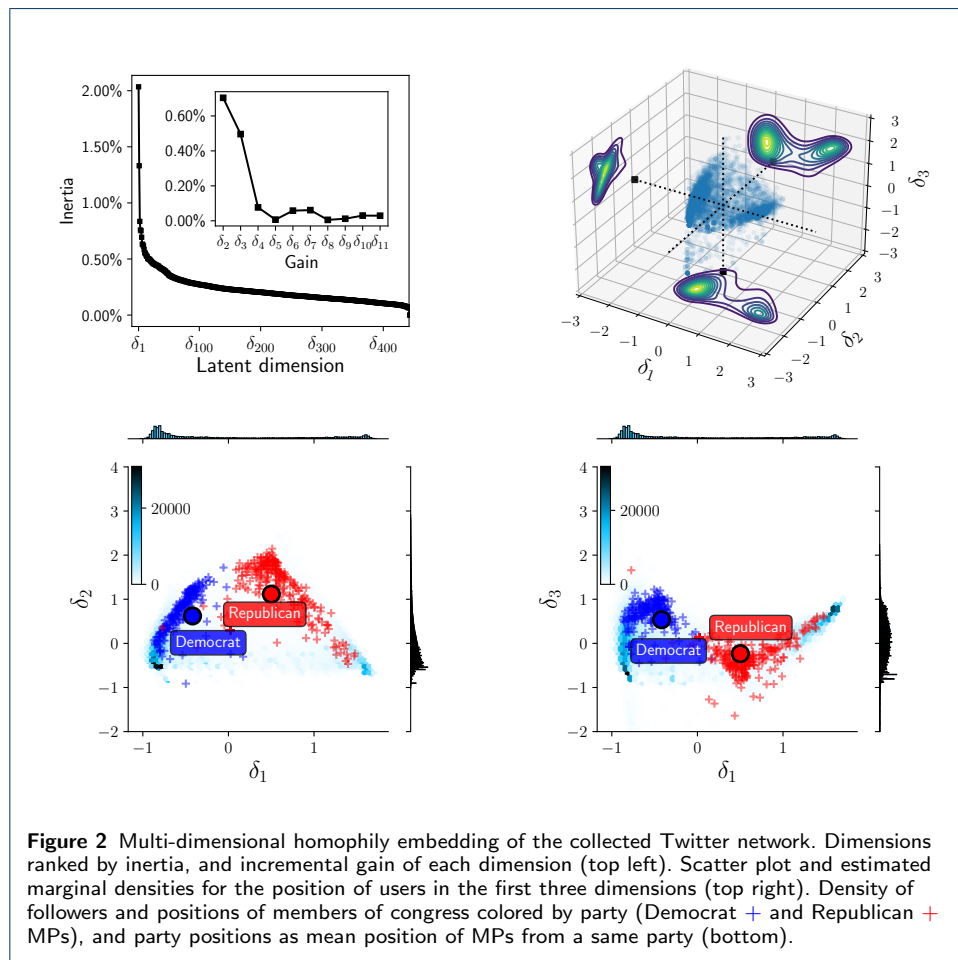 2.00%
1.50%
1.00%
0.50%
0.00%
Inertia
δ1 δ100 δ200 δ300 δ400
Latent dimension
0.60%
0.40%
0.20%
0.00%
δ2 δ3 δ4 δ5 δ6 δ7 δ8 δ9 δ10 δ11
Gain
3
2
1
0
−1
−2
−3
δ3
−3 −2 −1 0 1 2 3
δ1
−3 −2 −1 0 1 2 3
δ2
4
3
2
1
0
−1
−2
δ2
20000
0
Republican
Democrat
−1 0 1
δ1
4
3
2
1
0
−1
−2
δ3
20000
0
Republican
Democrat
−1 0 1
δ1
Figure 2 Multi-dimensional homophily embedding of the collected Twitter network. Dimensions
ranked by inertia, and incremental gain of each dimension (top left). Scatter plot and estimated
marginal densities for the position of users in the first three dimensions (top right). Density of
followers and positions of members of congress colored by party (Democrat + and Republican +
MPs), and party positions as mean position of MPs from a same party (bottom).